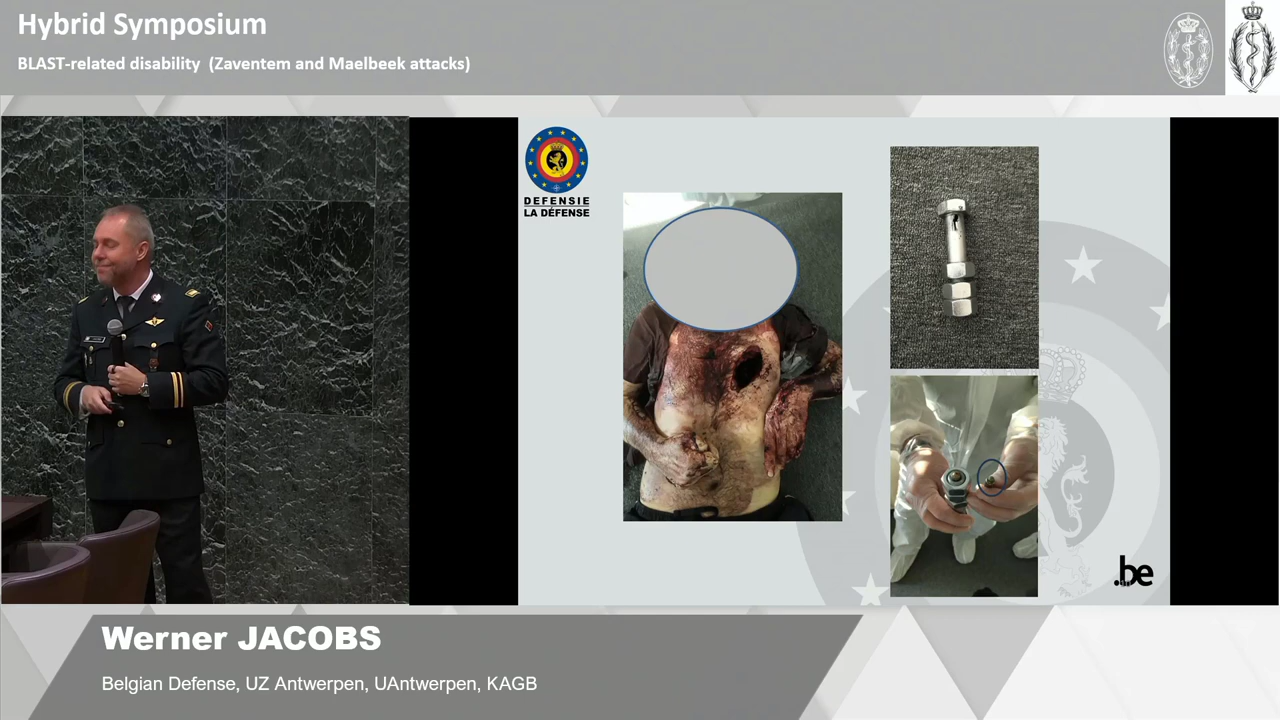 Hybrid Symposium
BLAST-related disability (Zaventem and Maelbeek attacks)
DEFENSIE
LA DÉFENSE
.be
Werner JACOBS
Belgian Defense, UZ Antwerpen, UAntwerpen, KAGB